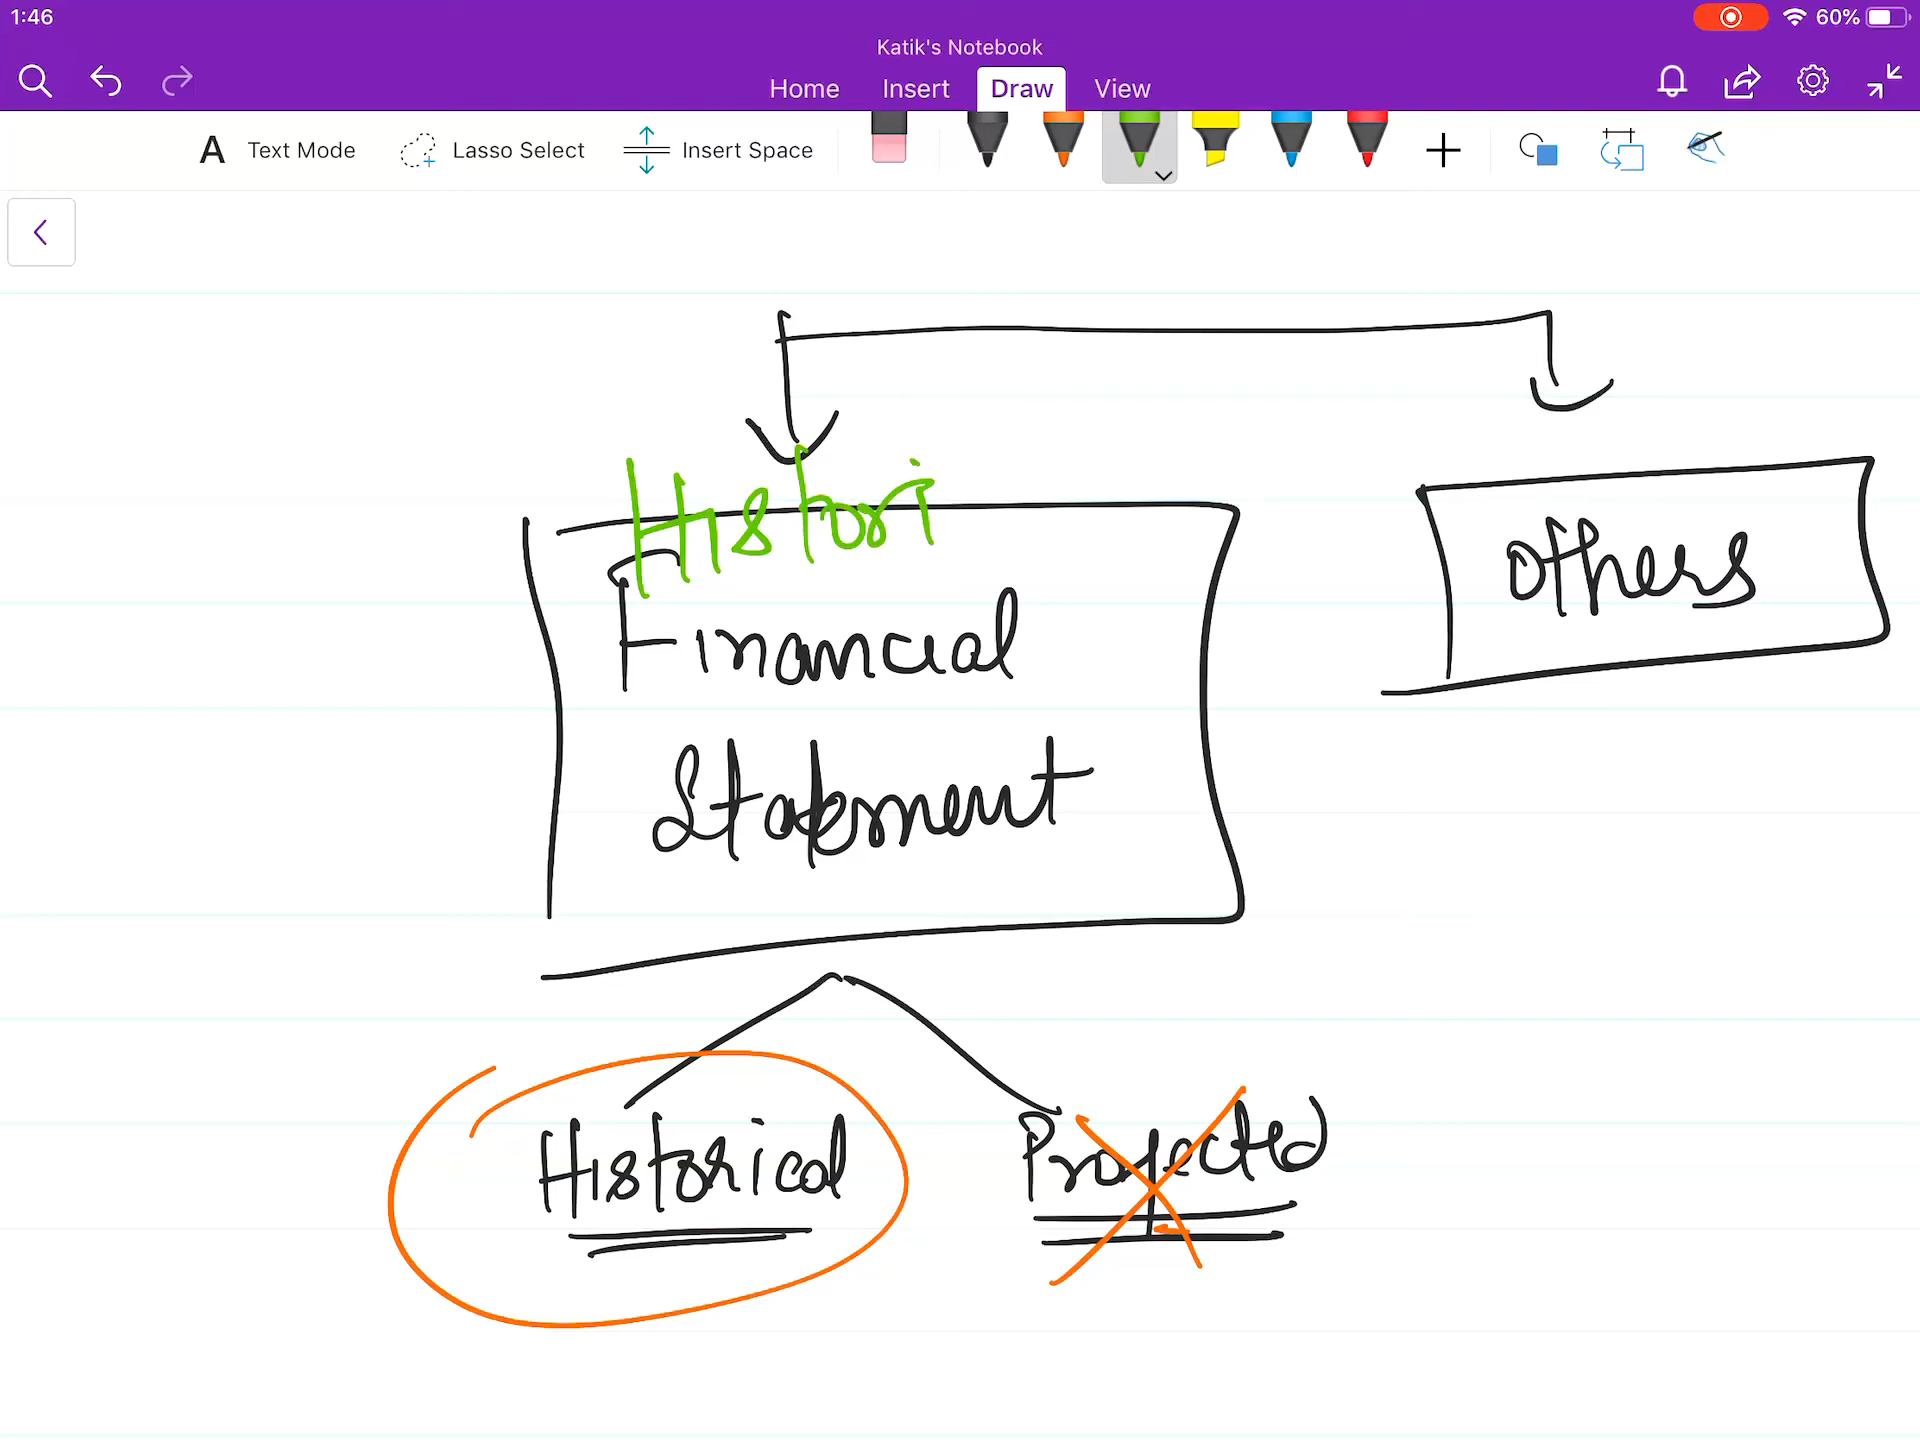 1:46
60%
Katik's Notebook
Home Insert Draw View
A Text Mode Lasso Select Insert Space
Histori
Financial
Statement
others
Historical Projected